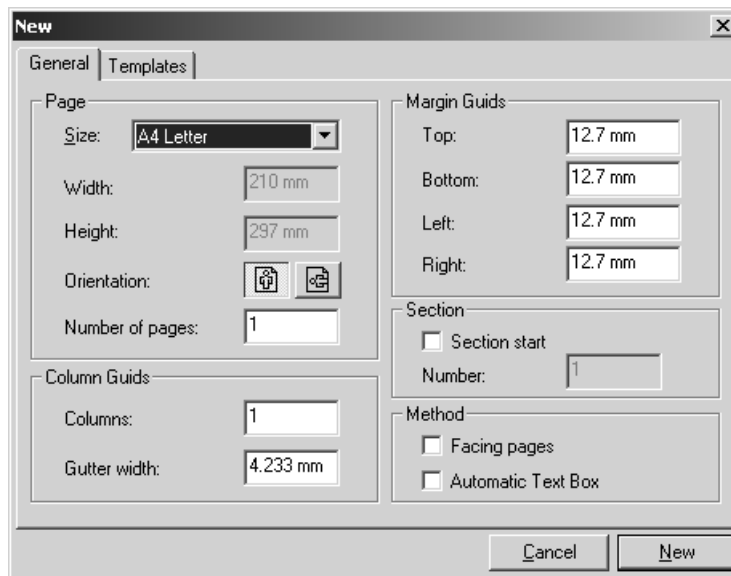 New
General
Templates
Page
Size: A4 Letter
Width: 210 mm
Height: 297 mm
Orientation:
Number of pages: 1
Column Guids
Columns: 1
Gutter width: 4.233 mm
Margin Guids
Top: 12.7 mm
Bottom: 12.7 mm
Left: 12.7 mm
Right: 12.7 mm
Section
Section start
Number: 1
Method
Facing pages
Automatic Text Box
Cancel
New